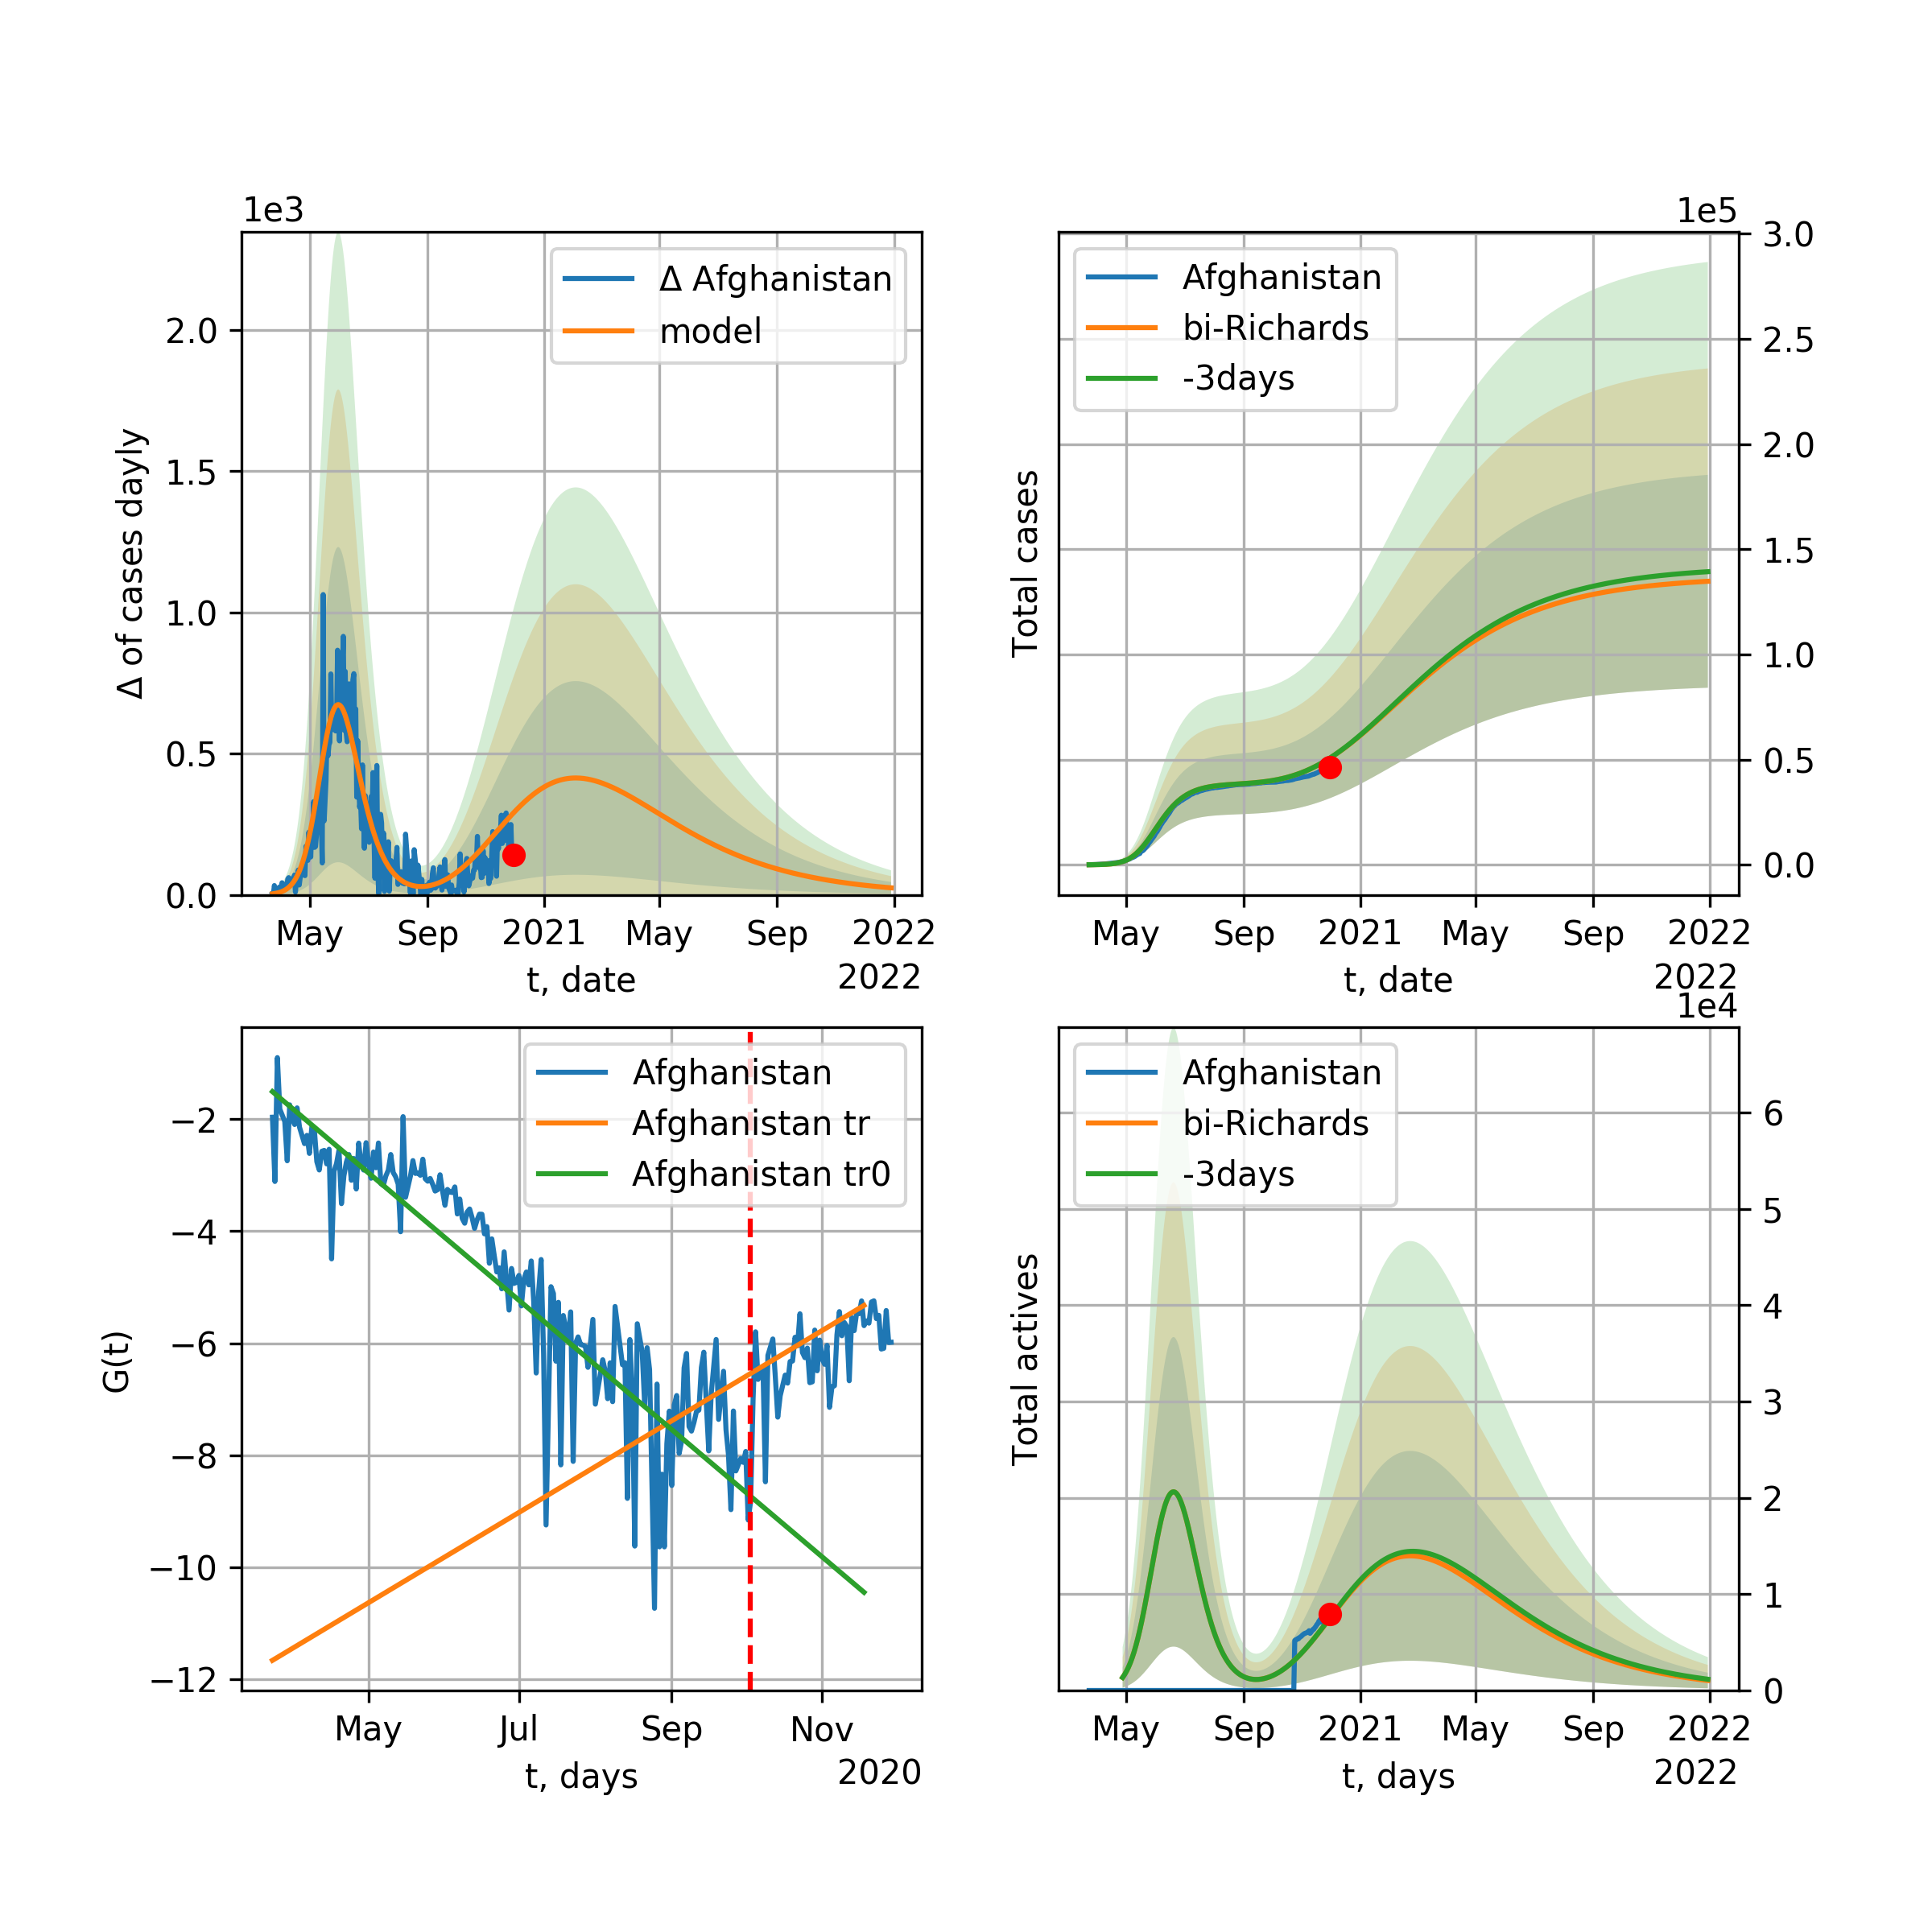 1e3
Δ of cases dayly
2.0
1.5
1.0
0.5
0.0
Δ Afghanistan
model
May Sep 2021 May Sep 2022
t, date
2022
1e5
Total cases
Afghanistan
bi-Richards
-3days
3.0
2.5
2.0
1.5
1.0
0.5
0.0
May Sep 2021 May Sep 2022
t, date
2022
G(t)
−2
−4
−6
−8
−10
−12
Afghanistan
Afghanistan tr
Afghanistan tr0
May Jul Sep Nov
t, days
2020
1e4
Total actives
Afghanistan
bi-Richards
-3days
6
5
4
3
2
1
0
May Sep 2021 May Sep 2022
t, days
2022